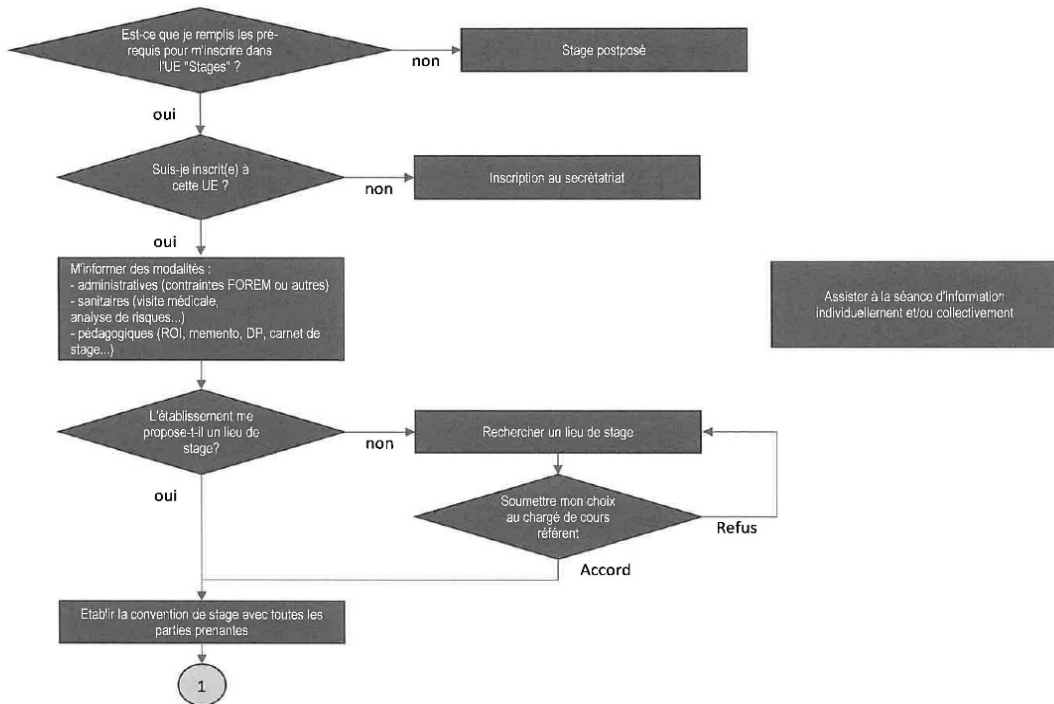 Est-ce que je remplis les pré-
requis pour m'inscrire dans
l'UE "Stages" ?
non
Stage postposé
oui
Suis-je inscrit(e) à
cette UE ?
non
Inscription au secrétatriat
oui
M'informer des modalités :
- administratives (contraintes FOREM ou autres)
- sanitaires (visite médicale,
analyse de risques...)
- pédagogiques (ROI, memento, DP, carnet de
stage...)
Assister à la séance d'information
individuellement et/ou collectivement
L'établissement me
propose-t-il un lieu de
stage?
non
Rechercher un lieu de stage
oui
Soumettre mon choix
au chargé de cours
référent
Refus
Accord
Etablir la convention de stage avec toutes les
parties prenantes
1